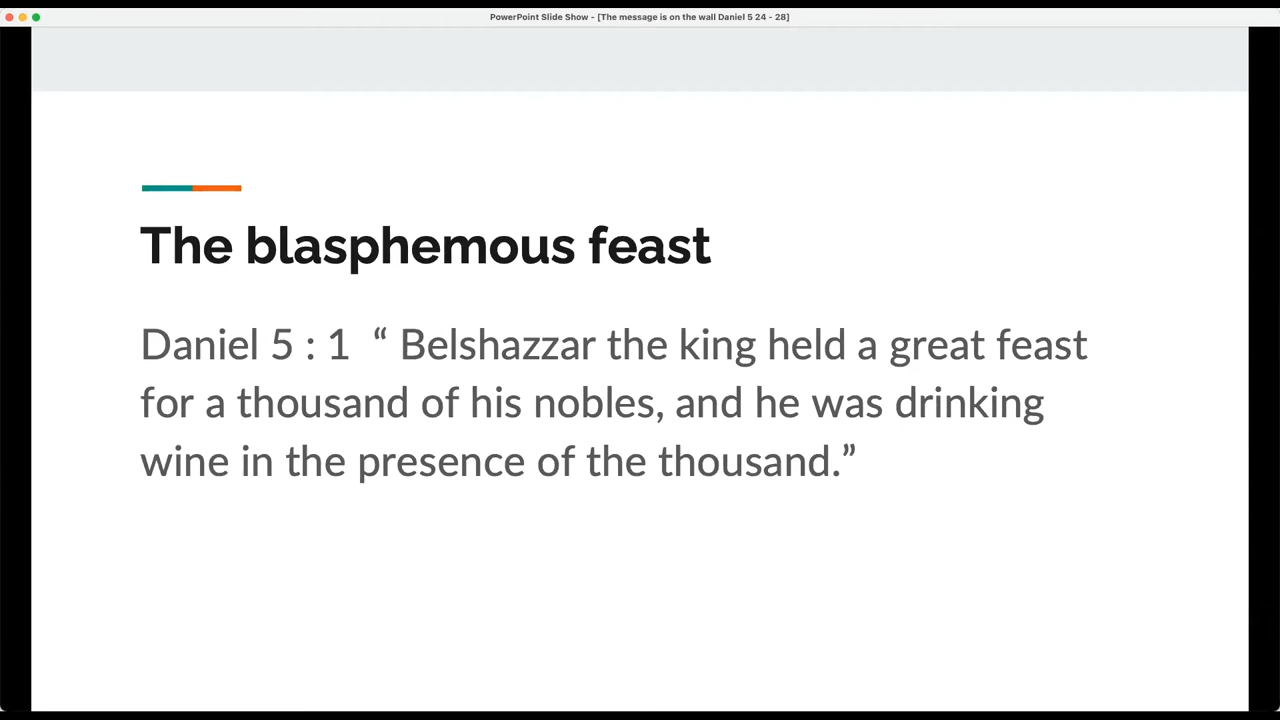 PowerPoint Slide Show - [The message is on the wall Daniel 5 24 - 28]
The blasphemous feast
Daniel 5 : 1  “ Belshazzar the king held a great feast
for a thousand of his nobles, and he was drinking
wine in the presence of the thousand.”